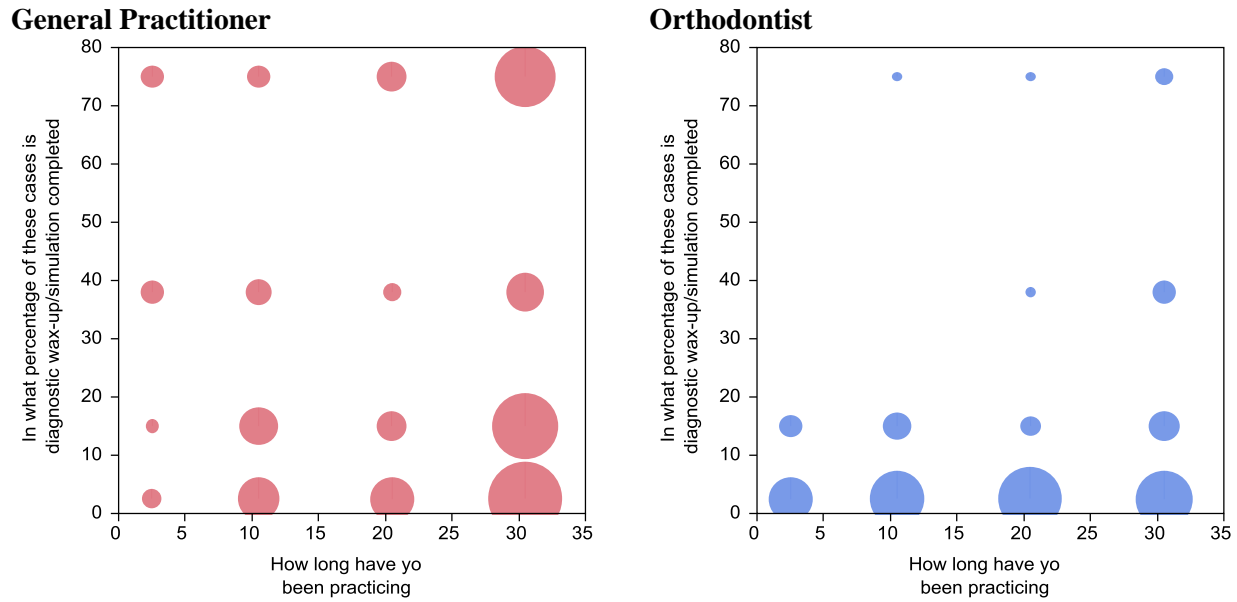 General Practitioner
80
70
60
50
40
30
20
10
0
In what percentage of these cases is
diagnostic wax-up/simulation completed
0 5 10 15 20 25 30 35
How long have yo
been practicing
Orthodontist
80
70
60
50
40
30
20
10
0
In what percentage of these cases is
diagnostic wax-up/simulation completed
0 5 10 15 20 25 30 35
How long have yo
been practicing